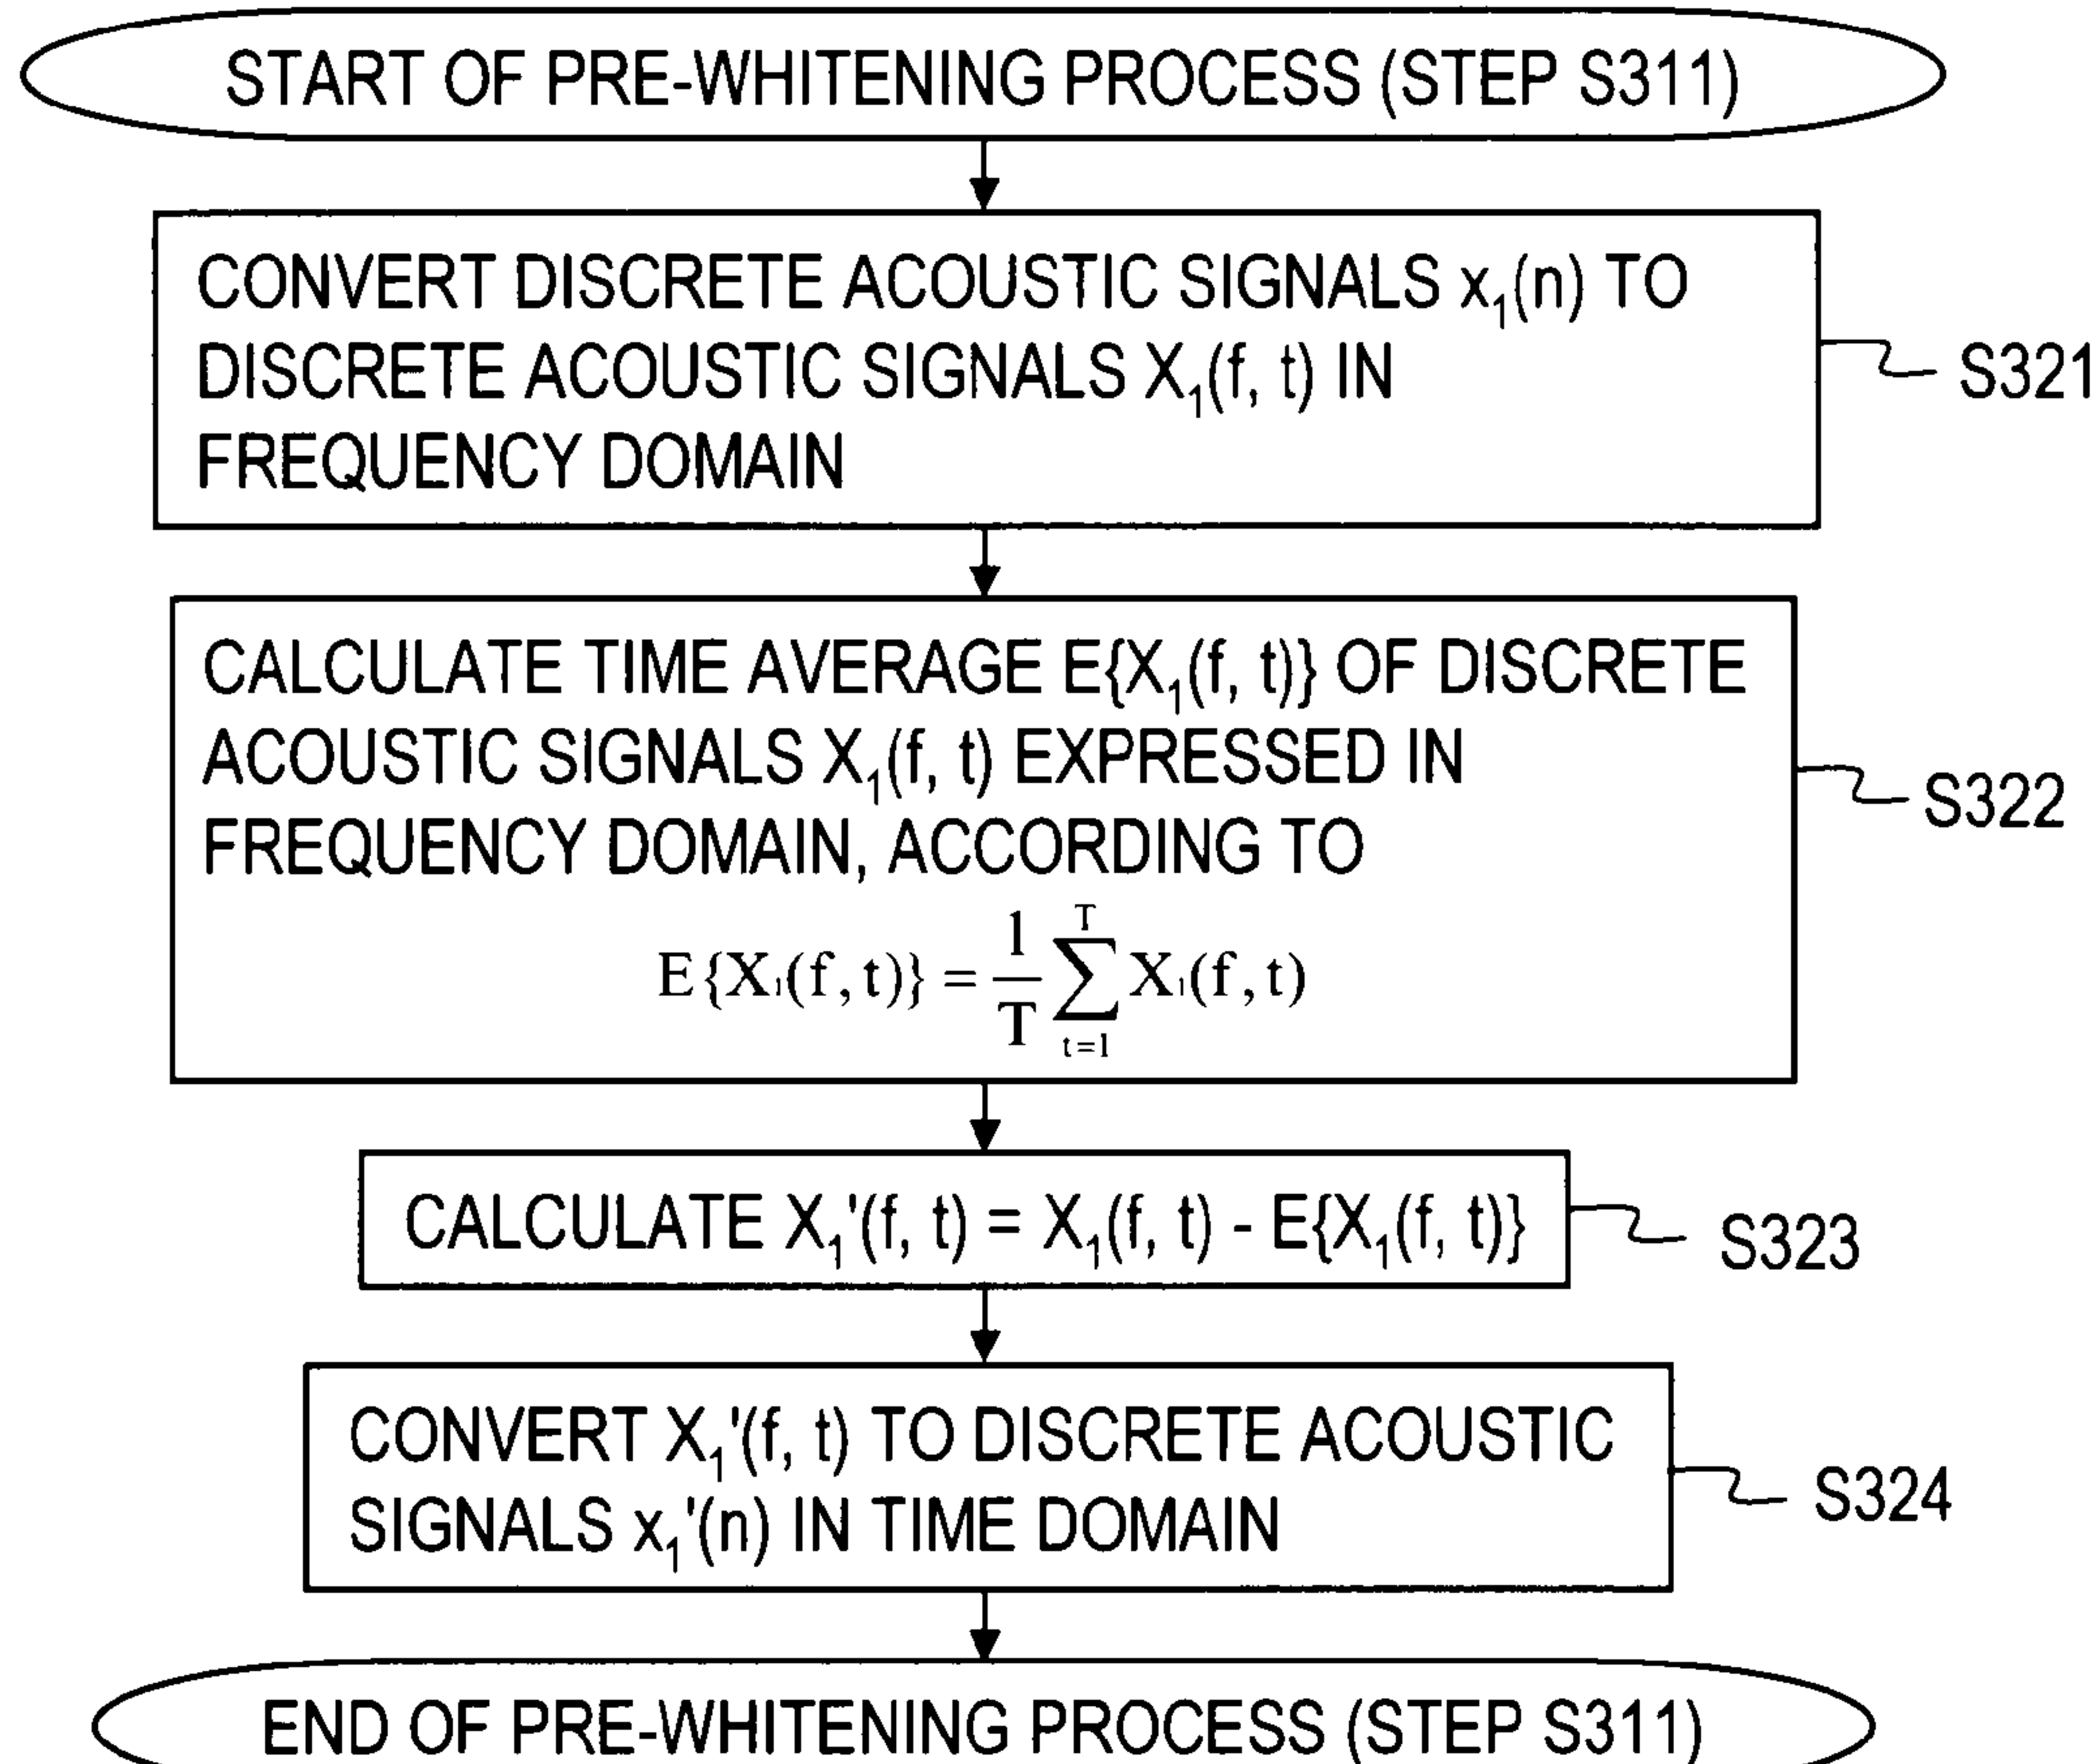 START OF PRE-WHITENING PROCESS (STEP S311)
CONVERT DISCRETE ACOUSTIC SIGNALS x₁(n) TO
DISCRETE ACOUSTIC SIGNALS X₁(f, t) IN
FREQUENCY DOMAIN
S321
CALCULATE TIME AVERAGE E{X₁(f, t)} OF DISCRETE
ACOUSTIC SIGNALS X₁(f, t) EXPRESSED IN
FREQUENCY DOMAIN, ACCORDING TO
E{X₁(f,t)} = 1/T ∑_{t=1}^{T} X₁(f,t)
S322
CALCULATE X₁'(f, t) = X₁(f, t) - E{X₁(f, t)}
S323
CONVERT X₁'(f, t) TO DISCRETE ACOUSTIC
SIGNALS x₁'(n) IN TIME DOMAIN
S324
END OF PRE-WHITENING PROCESS (STEP S311)